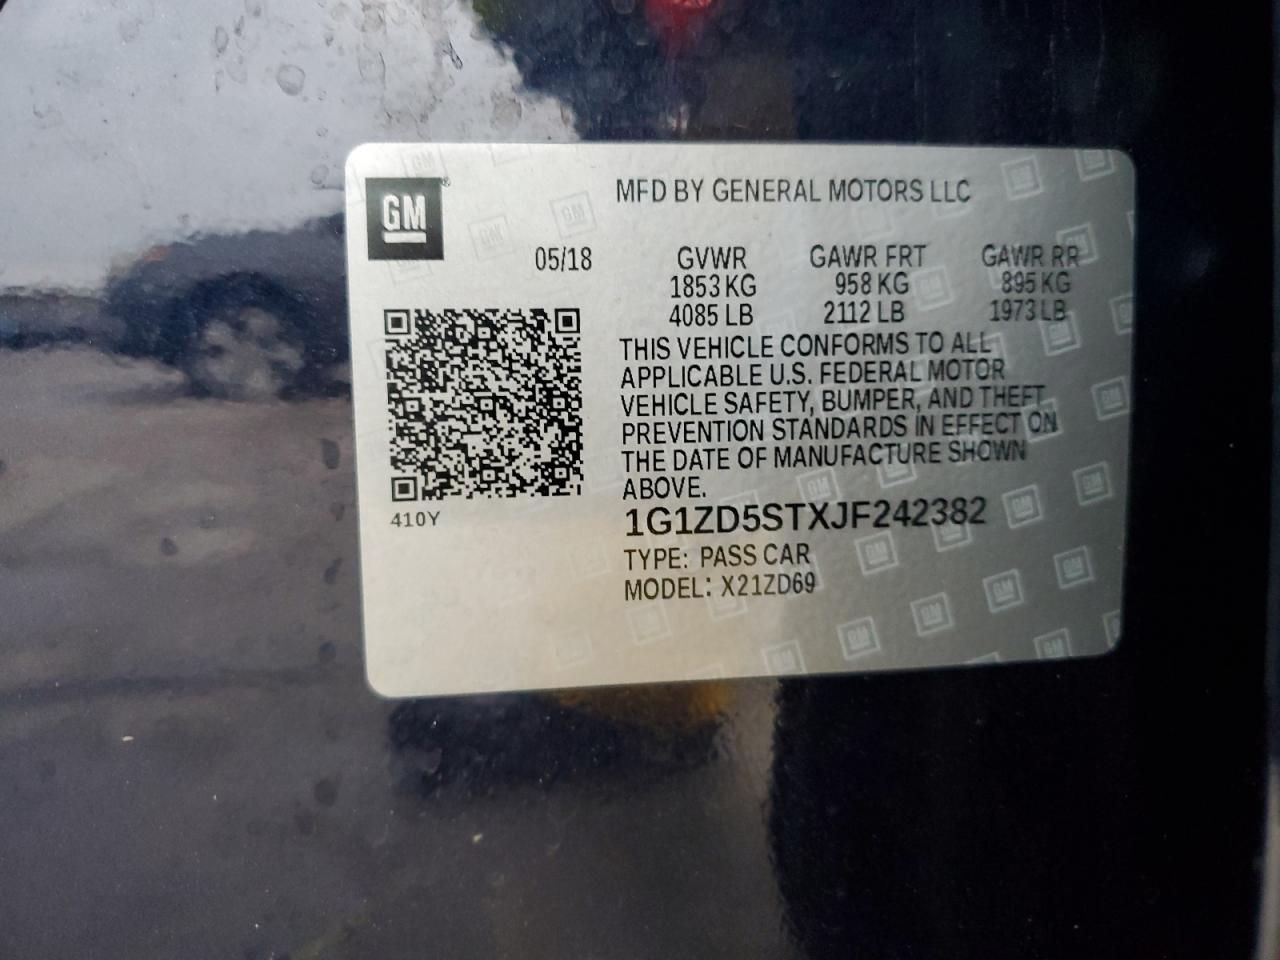 GM
MFD BY GENERAL MOTORS LLC
05/18 GVWR GAWR FRT GAWR RR
1853 KG 958 KG 895 KG
4085 LB 2112 LB 1973 LB
THIS VEHICLE CONFORMS TO ALL
APPLICABLE U.S. FEDERAL MOTOR
VEHICLE SAFETY, BUMPER, AND THEFT
PREVENTION STANDARDS IN EFFECT ON
THE DATE OF MANUFACTURE SHOWN
ABOVE.
410Y
1G1ZD5STXJF242382
TYPE: PASS CAR
MODEL: X21ZD69